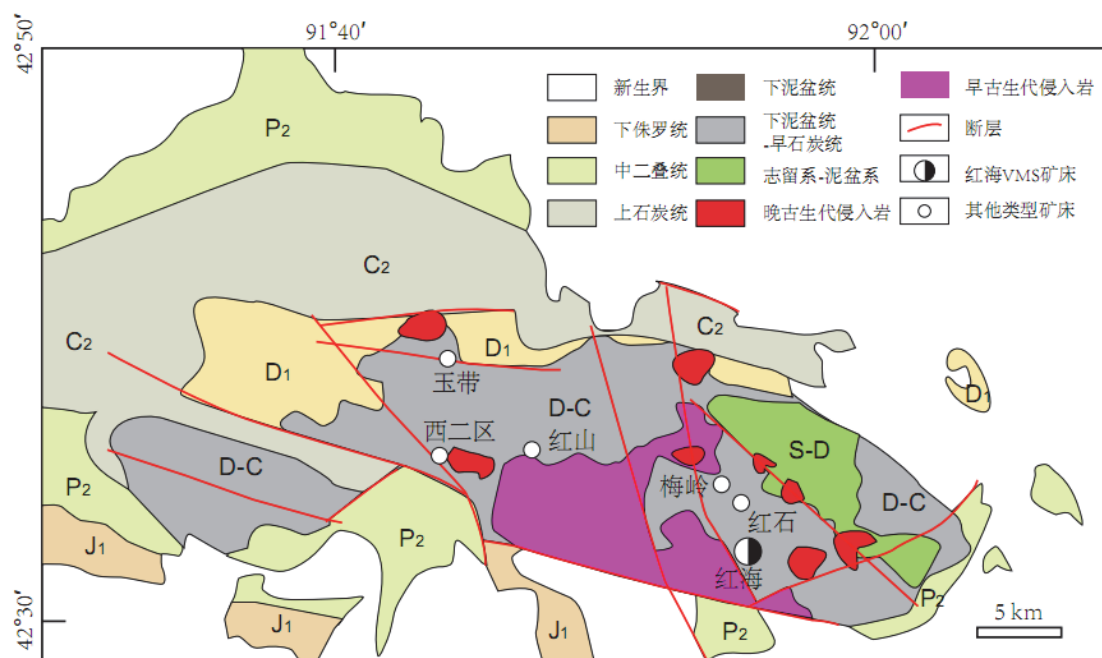 91°40′
92°00′
42°50′
新生界
下泥盆统
早古生代侵入岩
下侏罗统
下泥盆统
-早石炭统
断层
中二叠统
志留系-泥盆系
红海VMS矿床
上石炭统
晚古生代侵入岩
其他类型矿床
P2
C2
C2
C2
D1
D1
D1
玉带
D-C
西二区
红山
S-D
D-C
梅岭
D-C
P2
红石
J1
P2
红海
P2
42°30′
J1
J1
P2
5 km